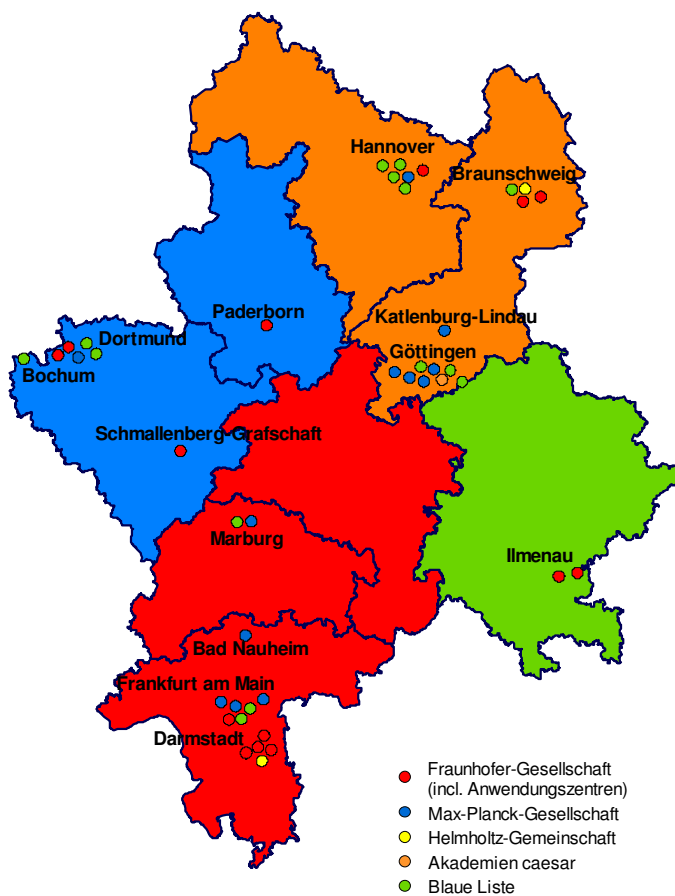 Hannover
Braunschweig
Paderborn
Katlenburg-Lindau
Dortmund
Göttingen
Bochum
Schmallenberg-Grafschaft
Marburg
Ilmenau
Bad Nauheim
Frankfurt am Main
Darmstadt
Fraunhofer-Gesellschaft
(incl. Anwendungszentren)
Max-Planck-Gesellschaft
Helmholtz-Gemeinschaft
Akademien caesar
Blaue Liste